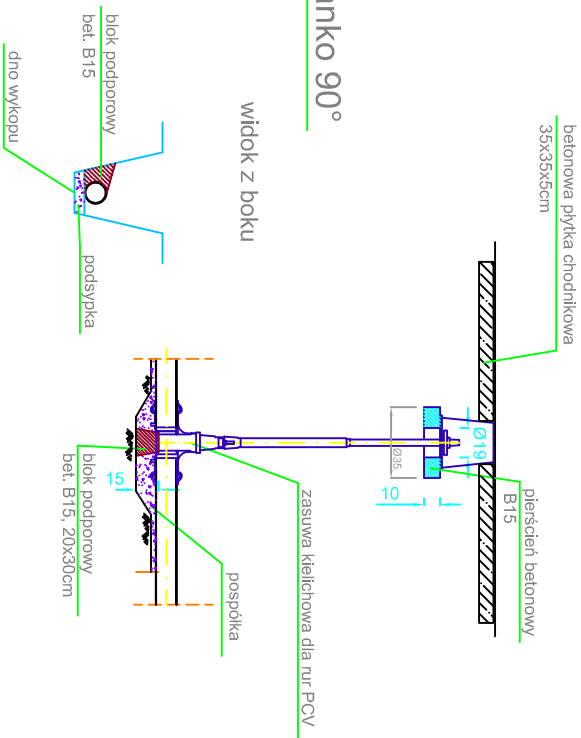 anko 90°
widok z boku
blok podporowy
bet. B15
dno wykopu
podsypka
betonowa płytka chodnikowa
35x35x5cm
Ø19
Ø35
10
pierścień betonowy
B15
15
blok podporowy
bet. B15, 20x30cm
pospółka
zasuwa kielichowa dla rur PCV